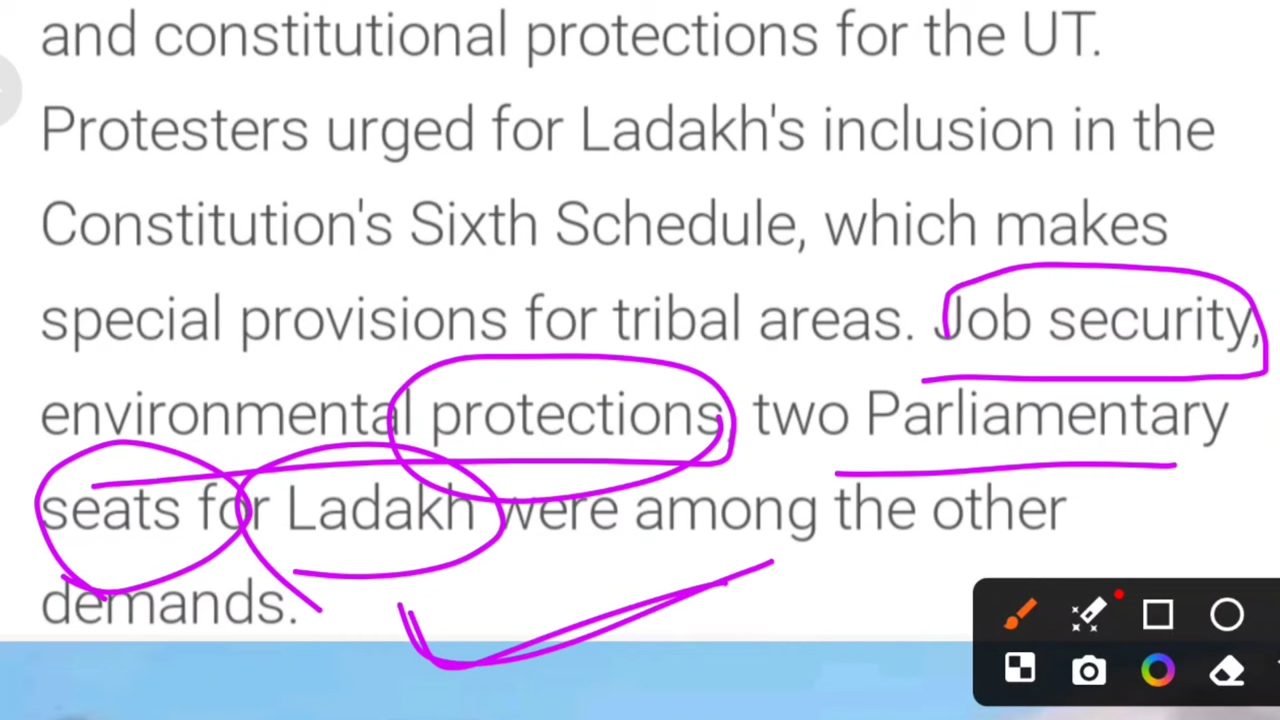 and constitutional protections for the UT.
Protesters urged for Ladakh's inclusion in the
Constitution's Sixth Schedule, which makes
special provisions for tribal areas. Job security,
environmental protections, two Parliamentary
seats for Ladakh were among the other
demands.